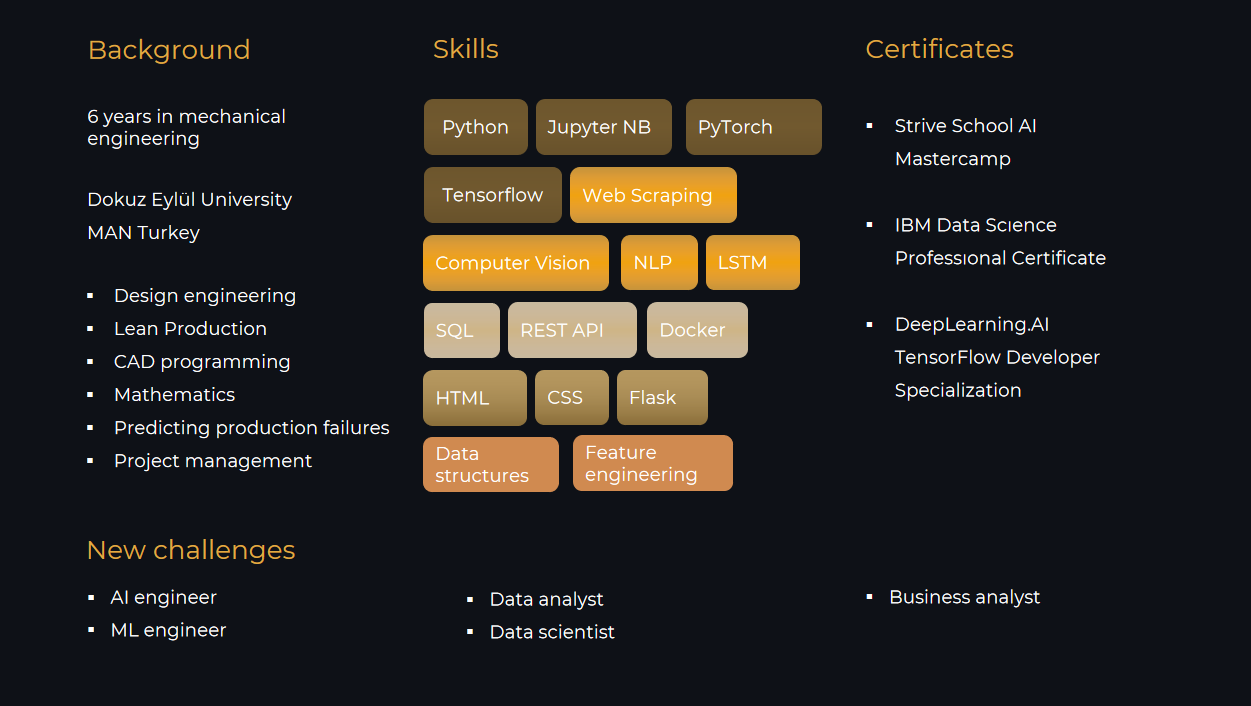 Background
6 years in mechanical
engineering
Dokuz Eylül University
MAN Turkey
▪ Design engineering
▪ Lean Production
▪ CAD programming
▪ Mathematics
▪ Predicting production failures
▪ Project management
Skills
Python Jupyter NB PyTorch
Tensorflow Web Scraping
Computer Vision NLP LSTM
SQL REST API Docker
HTML CSS Flask
Data
structures
Feature
engineering
Certificates
▪ Strive School AI
Mastercamp
▪ IBM Data Scıence
Professıonal Certificate
▪ DeepLearning.AI
TensorFlow Developer
Specialization
New challenges
▪ AI engineer
▪ ML engineer
▪ Data analyst
▪ Data scientist
▪ Business analyst